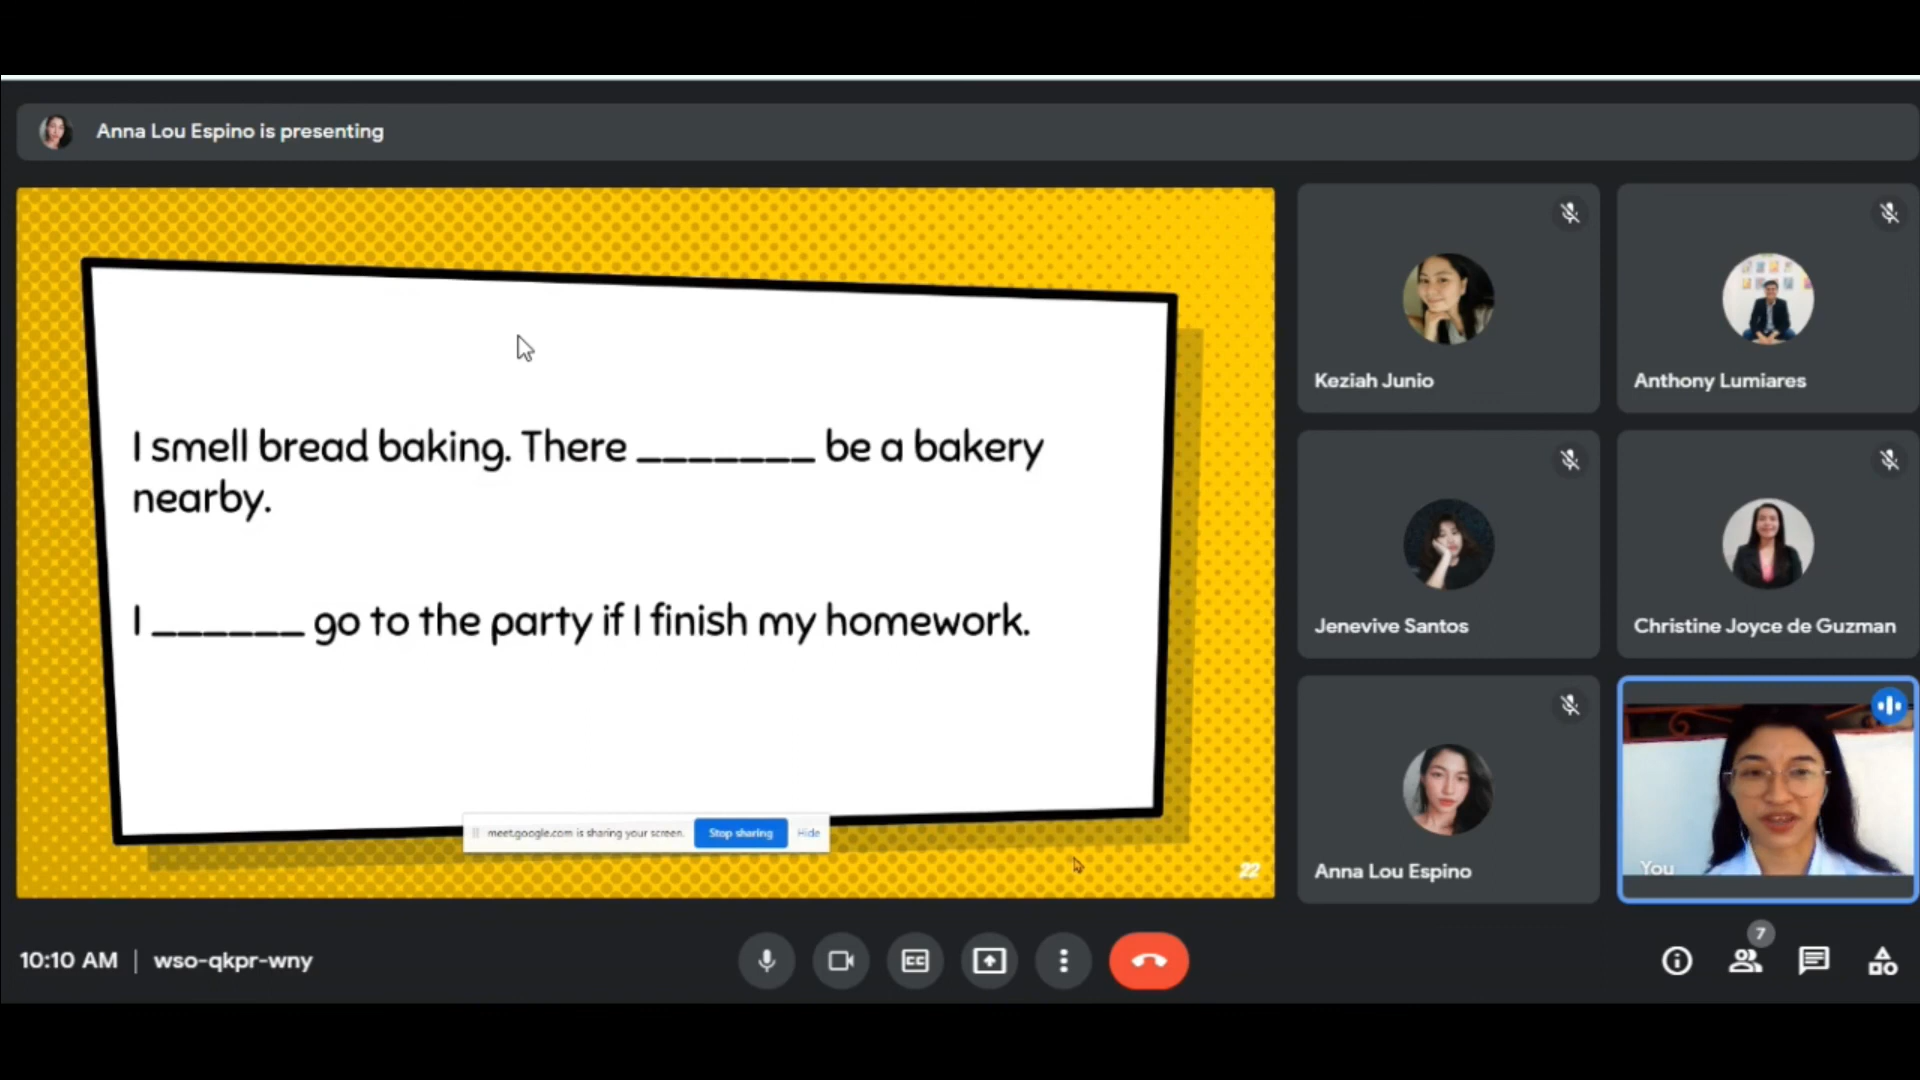 Anna Lou Espino is presenting
I smell bread baking. There _______ be a bakery
nearby.
I ______ go to the party if I finish my homework.
meet.google.com is sharing your screen.
Stop sharing
Hide
22
Keziah Junio
Anthony Lumiares
Jenevive Santos
Christine Joyce de Guzman
Anna Lou Espino
You
10:10 AM | wso-qkpr-wny
CC
7